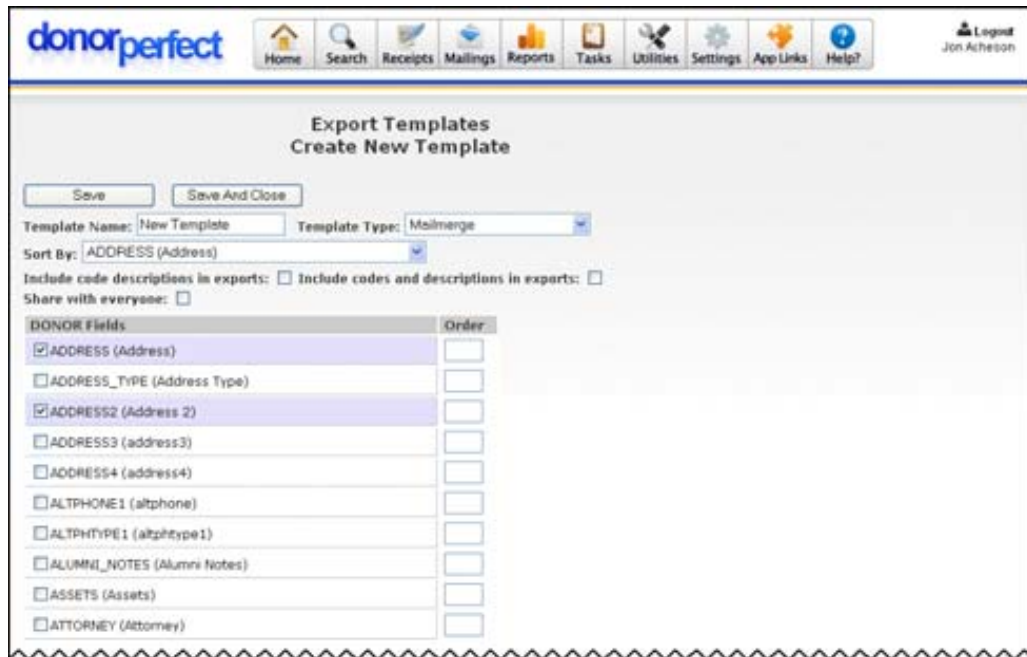 donorperfect
Home Search Receipts Mailings Reports Tasks Utilities Settings App Links Help?
Logout
Jon Acheson
Export Templates
Create New Template
Save Save And Close
Template Name: New Template Template Type: Mailmerge
Sort By: ADDRESS (Address)
Include code descriptions in exports: Include codes and descriptions in exports:
Share with everyone:
DONOR Fields Order
ADDRESS (Address)
ADDRESS_TYPE (Address Type)
ADDRESS2 (Address 2)
ADDRESS3 (address3)
ADDRESS4 (address4)
ALTPHONE1 (altphone)
ALTPHTYPE1 (altphtype1)
ALUMNI_NOTES (Alumni Notes)
ASSETS (Assets)
ATTORNEY (Attorney)